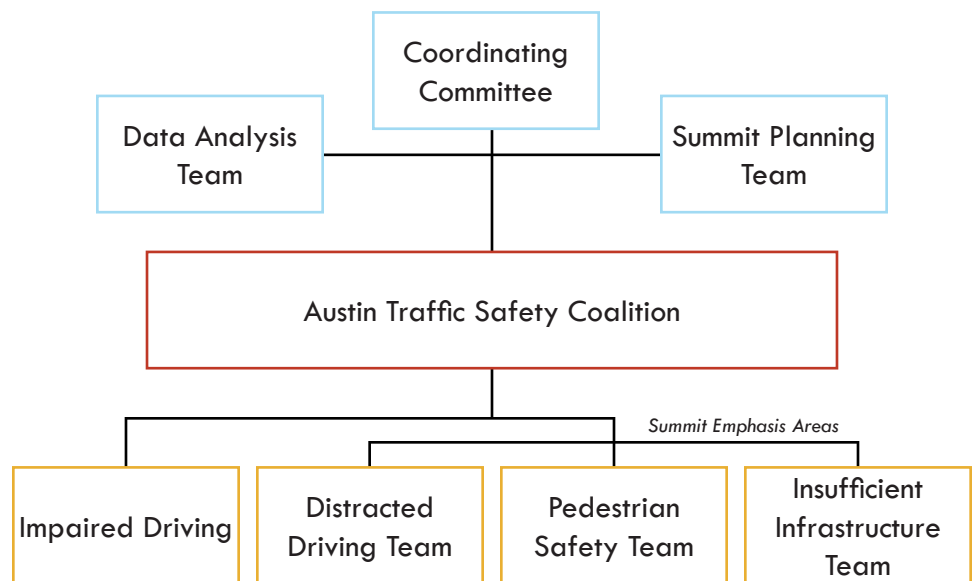 Coordinating
Committee
Data Analysis
Team
Summit Planning
Team
Austin Traffic Safety Coalition
Summit Emphasis Areas
Impaired Driving
Distracted
Driving Team
Pedestrian
Safety Team
Insufficient
Infrastructure
Team